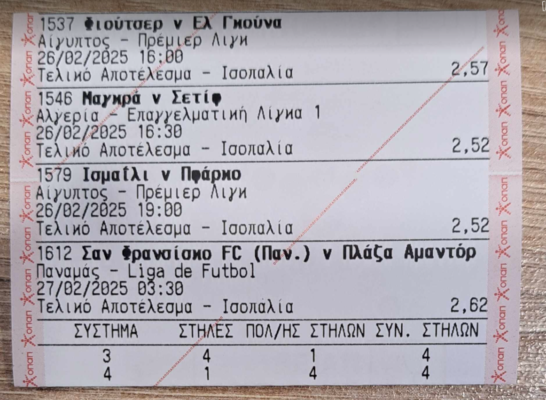 1537 Φιούτσερ v Ελ Γκούνα
Αίγυπτος - Πρέμιερ Λιγκ
26/02/2025 16:00
Τελικό Αποτέλεσμα - Ισοπαλία 2,57
1546 Μαγκρά v Σετίφ
Αλγερία - Επαγγελματική Λίγκα 1
26/02/2025 16:30
Τελικό Αποτέλεσμα - Ισοπαλία 2,52
1579 Ισμαΐλι v Πφάρκο
Αίγυπτος - Πρέμιερ Λιγκ
26/02/2025 19:00
Τελικό Αποτέλεσμα - Ισοπαλία 2,52
1612 Σαν Φρανσίσκο FC (Παν.) v Πλάζα Αμαντόρ
Παναμάς - Liga de Futbol
27/02/2025 03:30
Τελικό Αποτέλεσμα - Ισοπαλία 2,62
ΣΥΣΤΗΜΑ ΣΤΗΛΕΣ ΠΟΛ/ΗΣ ΣΤΗΛΩΝ ΣΥΝ. ΣΤΗΛΩΝ
3 4 1 4
4 1 4 4
οπαπ